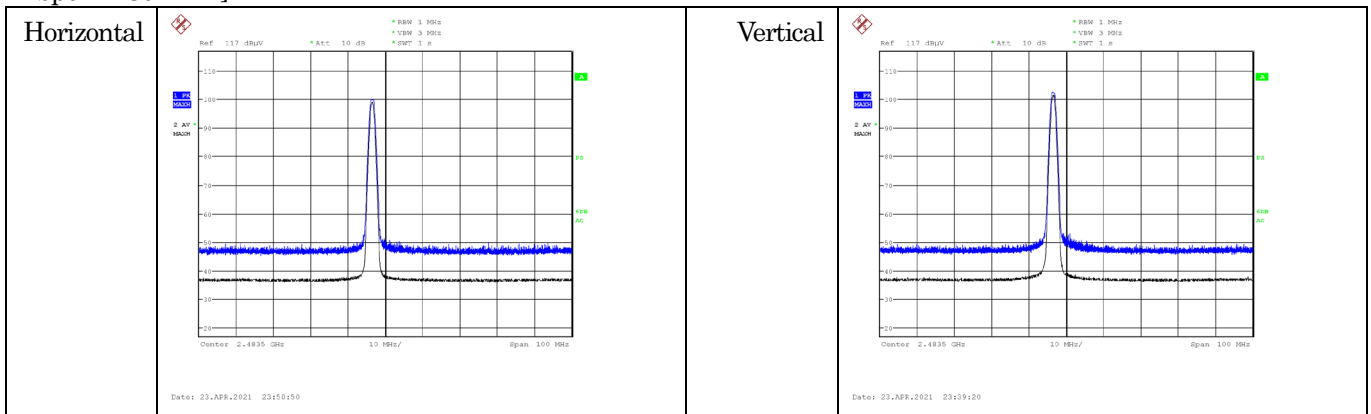 Horizontal
* RBW 1 MHz
* VBW 3 MHz
Ref 117 dBµV * Att 10 dB * SWT 1 s
110
A
1 PK
MAXH
100
2 AV *
MAXH
90
80
PS
70
60
6DB
AC
50
40
30
20
Center 2.4835 GHz 10 MHz/ Span 100 MHz
Date: 23.APR.2021 23:50:50
Vertical
* RBW 1 MHz
* VBW 3 MHz
Ref 117 dBµV * Att 10 dB * SWT 1 s
110
A
1 PK
MAXH
100
2 AV *
MAXH
90
80
PS
70
60
6DB
AC
50
40
30
20
Center 2.4835 GHz 10 MHz/ Span 100 MHz
Date: 23.APR.2021 23:39:20